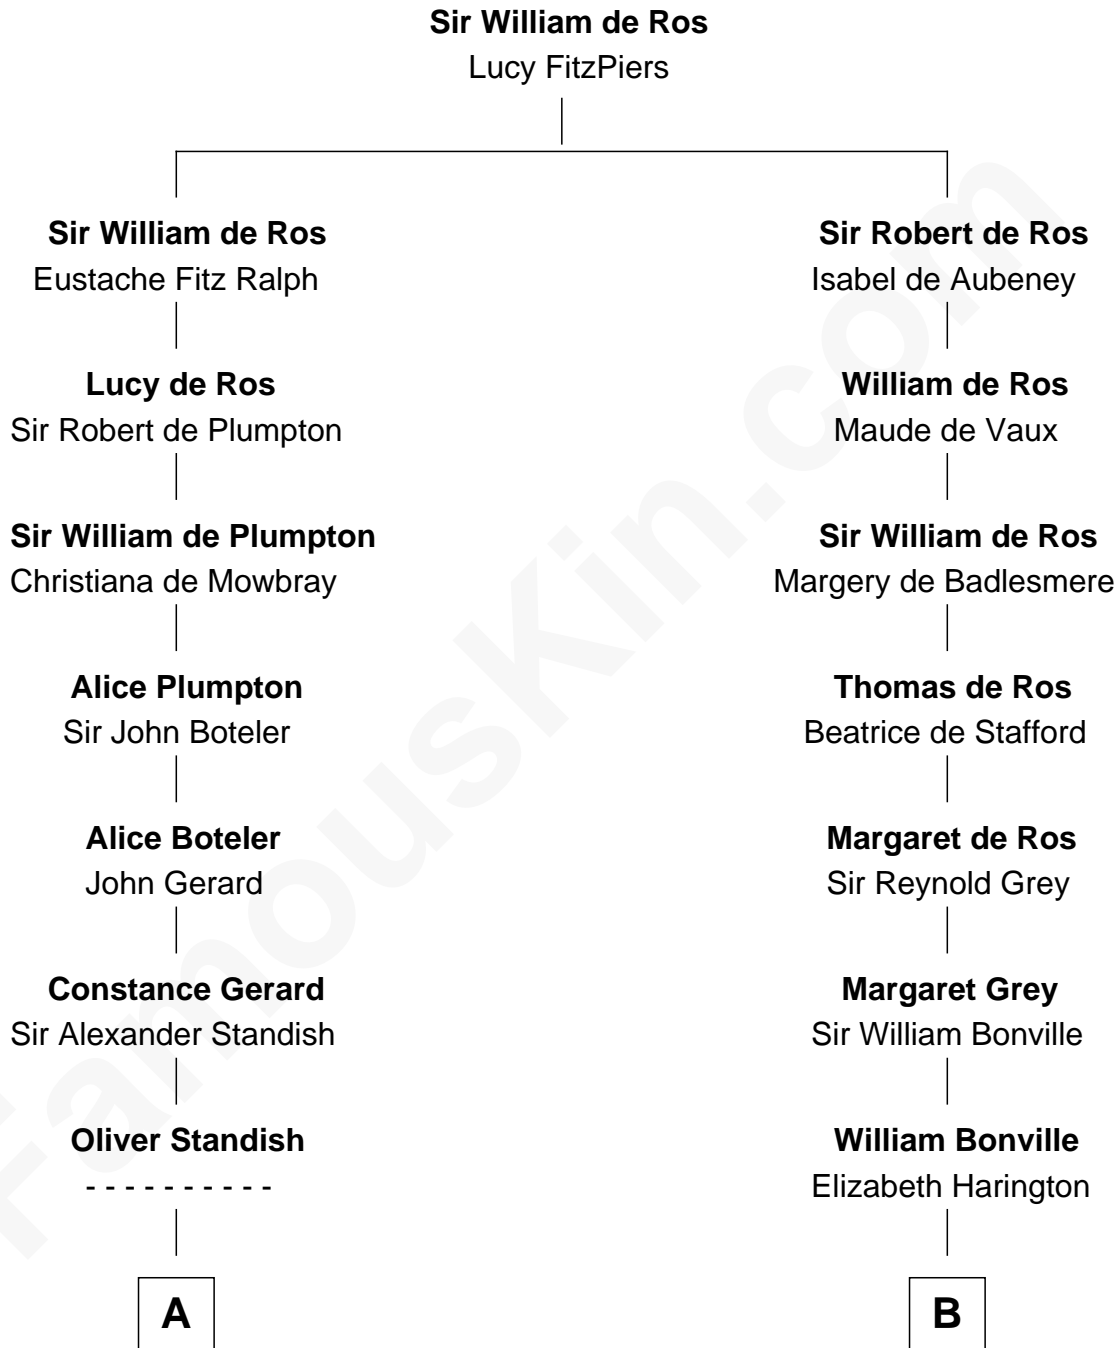 Sir William de Ros
Lucy FitzPiers
Sir William de Ros
Eustache Fitz Ralph
Sir Robert de Ros
Isabel de Aubeney
Lucy de Ros
Sir Robert de Plumpton
William de Ros
Maude de Vaux
Sir William de Plumpton
Christiana de Mowbray
Sir William de Ros
Margery de Badlesmere
Alice Plumpton
Sir John Boteler
Thomas de Ros
Beatrice de Stafford
Alice Boteler
John Gerard
Margaret de Ros
Sir Reynold Grey
Constance Gerard
Sir Alexander Standish
Margaret Grey
Sir William Bonville
Oliver Standish
- - - - - - - - - -
William Bonville
Elizabeth Harington
A
B
FamousKin.com